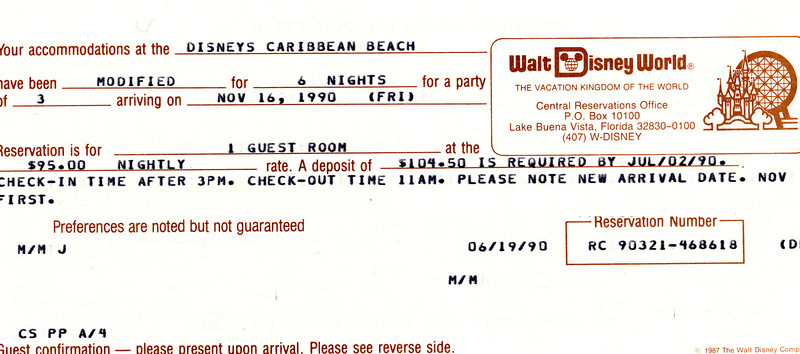 Your accommodations at the DISNEYS CARIBBEAN BEACH
have been MODIFIED for 6 NIGHTS for a party
of 3 arriving on NOV 16, 1990 (FRI)
Walt Disney World®
THE VACATION KINGDOM OF THE WORLD
Central Reservations Office
P.O. Box 10100
Lake Buena Vista, Florida 32830-0100
(407) W-DISNEY
Reservation is for 1 GUEST ROOM at the
$95.00 NIGHTLY rate. A deposit of $104.50 IS REQUIRED BY JUL/02/90.
CHECK-IN TIME AFTER 3PM. CHECK-OUT TIME 11AM. PLEASE NOTE NEW ARRIVAL DATE. NOV
FIRST.
Preferences are noted but not guaranteed
Reservation Number
M/M J 06/19/90 RC 90321-468618 (D
M/M
CS PP A/4
Guest confirmation — please present upon arrival. Please see reverse side.
© 1987 The Walt Disney Comp